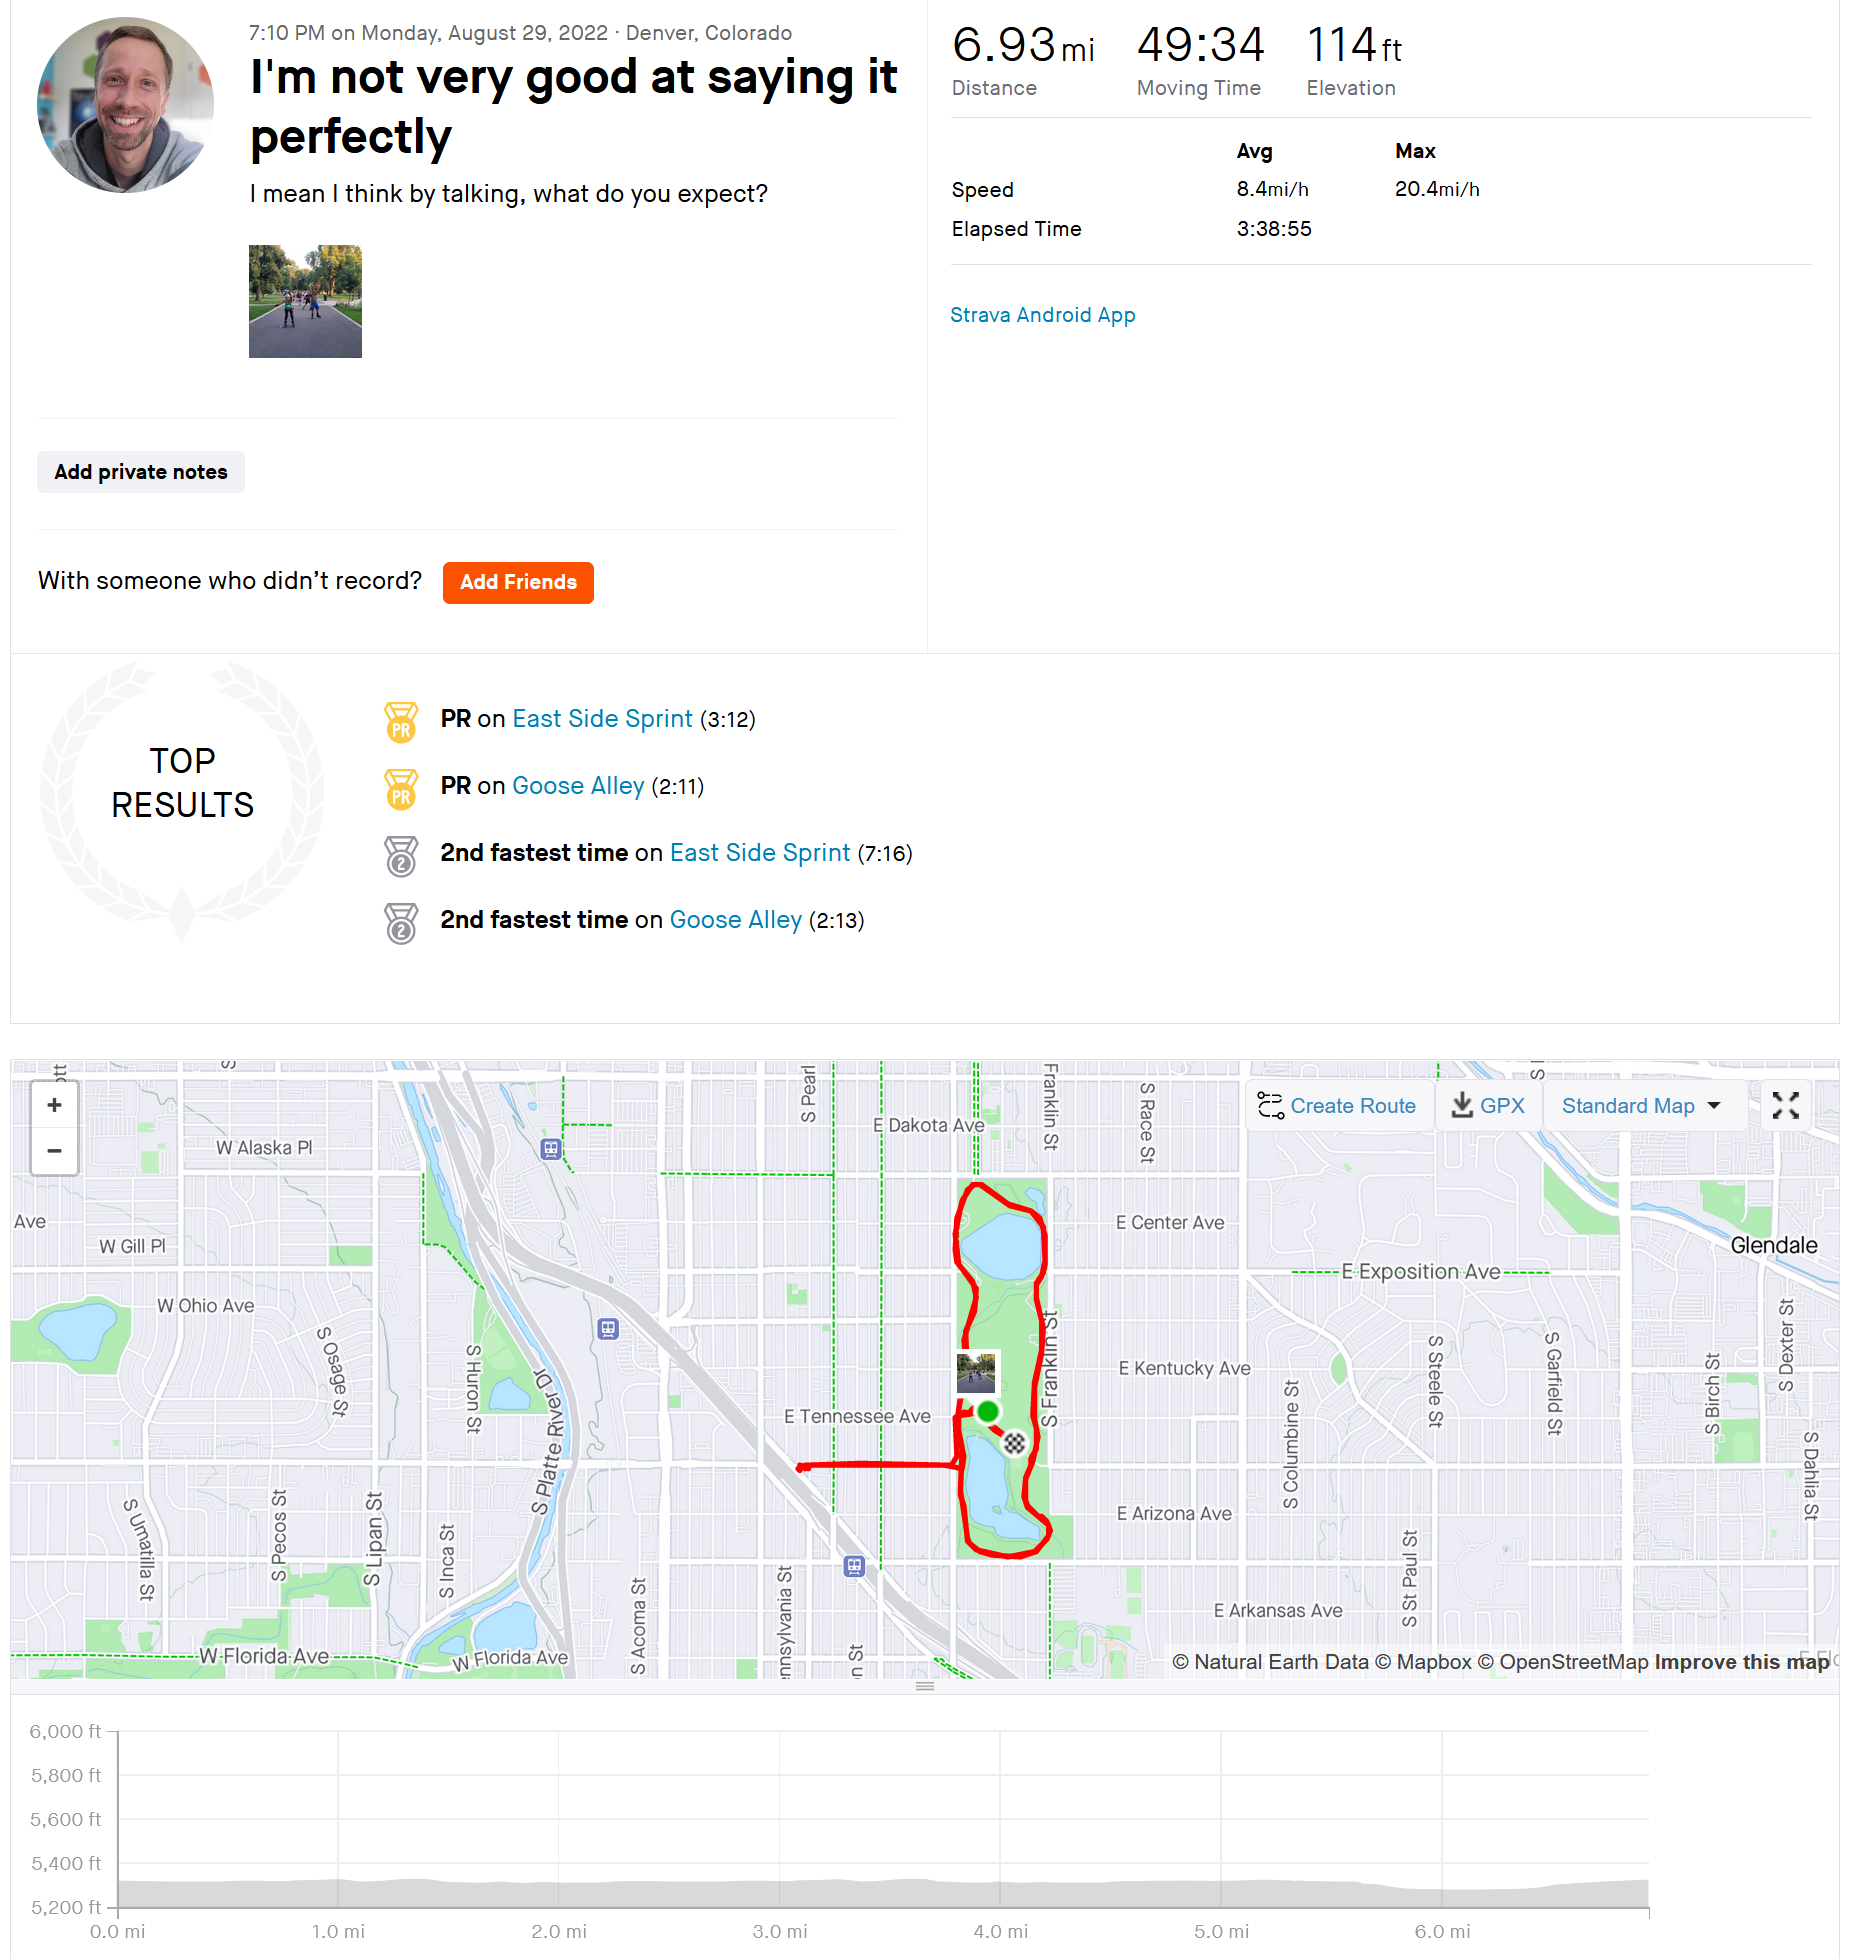 7:10 PM on Monday, August 29, 2022 · Denver, Colorado
I'm not very good at saying it
perfectly
I mean I think by talking, what do you expect?
Add private notes
With someone who didn’t record?
Add Friends
6.93 mi 49:34 114 ft
Distance Moving Time Elevation
Avg Max
Speed 8.4mi/h 20.4mi/h
Elapsed Time 3:38:55
Strava Android App
TOP
RESULTS
PR on East Side Sprint (3:12)
PR on Goose Alley (2:11)
2nd fastest time on East Side Sprint (7:16)
2nd fastest time on Goose Alley (2:13)
+
−
Create Route
GPX
Standard Map
S Pearl
E Dakota Ave
Franklin St
S Race St
W Alaska Pl
Ave
W Gill Pl
E Center Ave
Glendale
E Exposition Ave
W Ohio Ave
S Osage St
S Huron St
S Platte River Dr
E Kentucky Ave
S Franklin St
S Steele St
S Garfield St
S Birch St
S Dexter St
E Tennessee Ave
S Columbine St
S Dahlia St
S Umatilla St
S Pecos St
S Lipan St
S Inca St
E Arizona Ave
S St Paul St
S Acoma St
nnsylvania St
n St
E Arkansas Ave
W Florida Ave
W Florida Ave
© Natural Earth Data © Mapbox © OpenStreetMap Improve this map
6,000 ft
5,800 ft
5,600 ft
5,400 ft
5,200 ft
0.0 mi 1.0 mi 2.0 mi 3.0 mi 4.0 mi 5.0 mi 6.0 mi